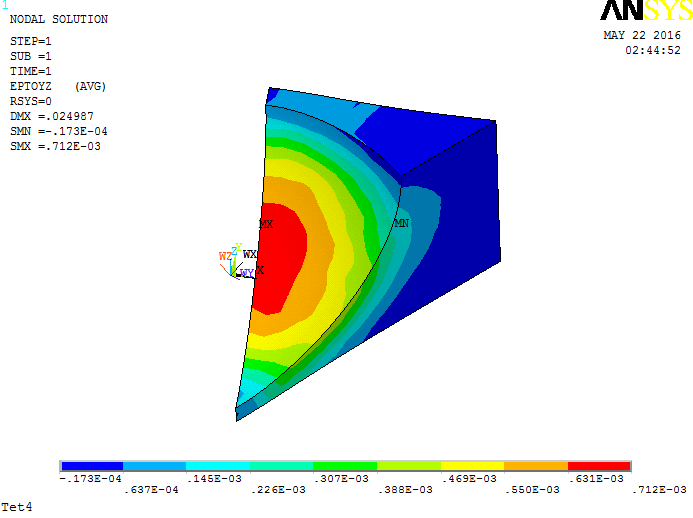 1
NODAL SOLUTION
STEP=1
SUB =1
TIME=1
EPTOYZ (AVG)
RSYS=0
DMX =.024987
SMN =-.173E-04
SMX =.712E-03
ANSYS
MAY 22 2016
02:44:52
MX
MN
WZ
Z
Y
WX
WY
X
-.173E-04
.637E-04
.145E-03
.226E-03
.307E-03
.388E-03
.469E-03
.550E-03
.631E-03
.712E-03
Tet4